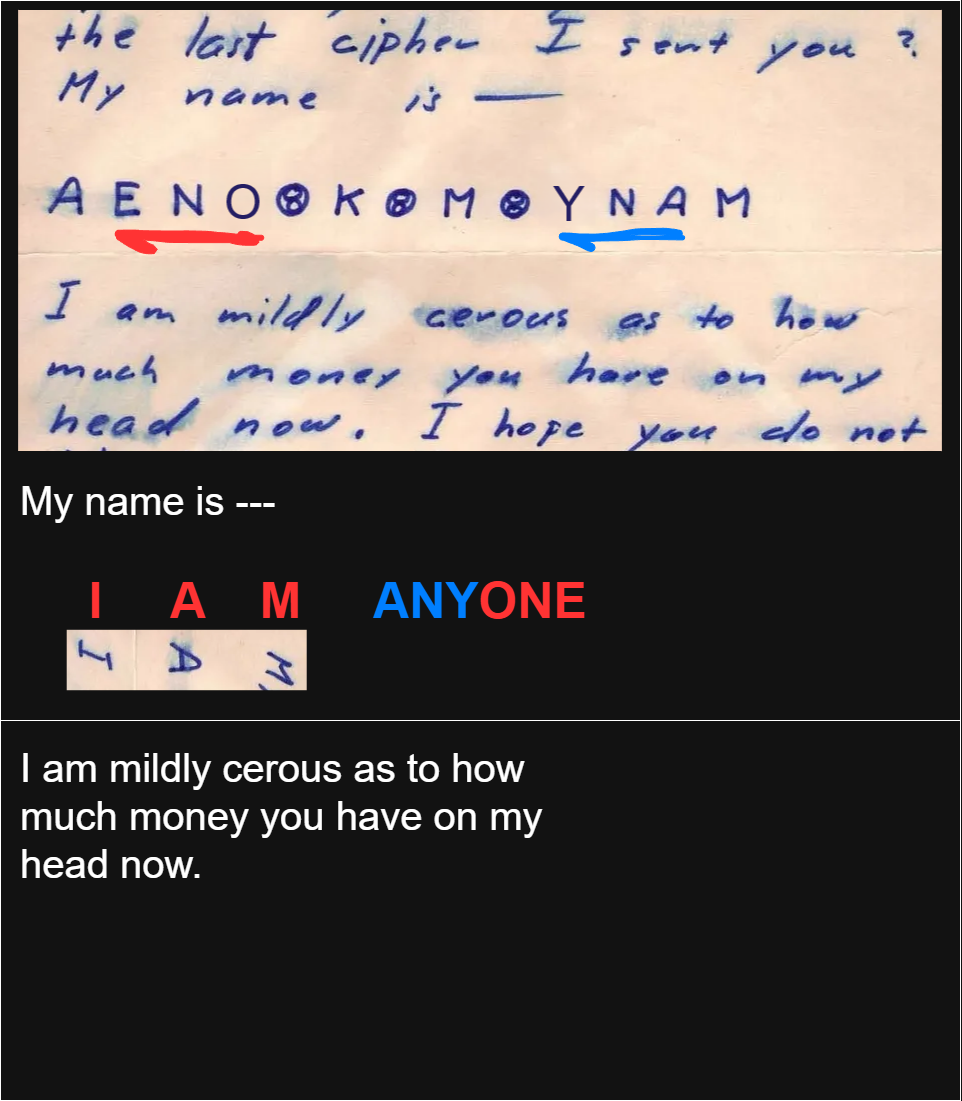 the last cipher I sent you?
My name is —
A E N O ⊗ K ⊗ M ⊗ Y N A M
I am mildly cerous as to how
much money you have on my
head now. I hope you do not
My name is ---
I A M ANYONE
I A M
I am mildly cerous as to how
much money you have on my
head now.